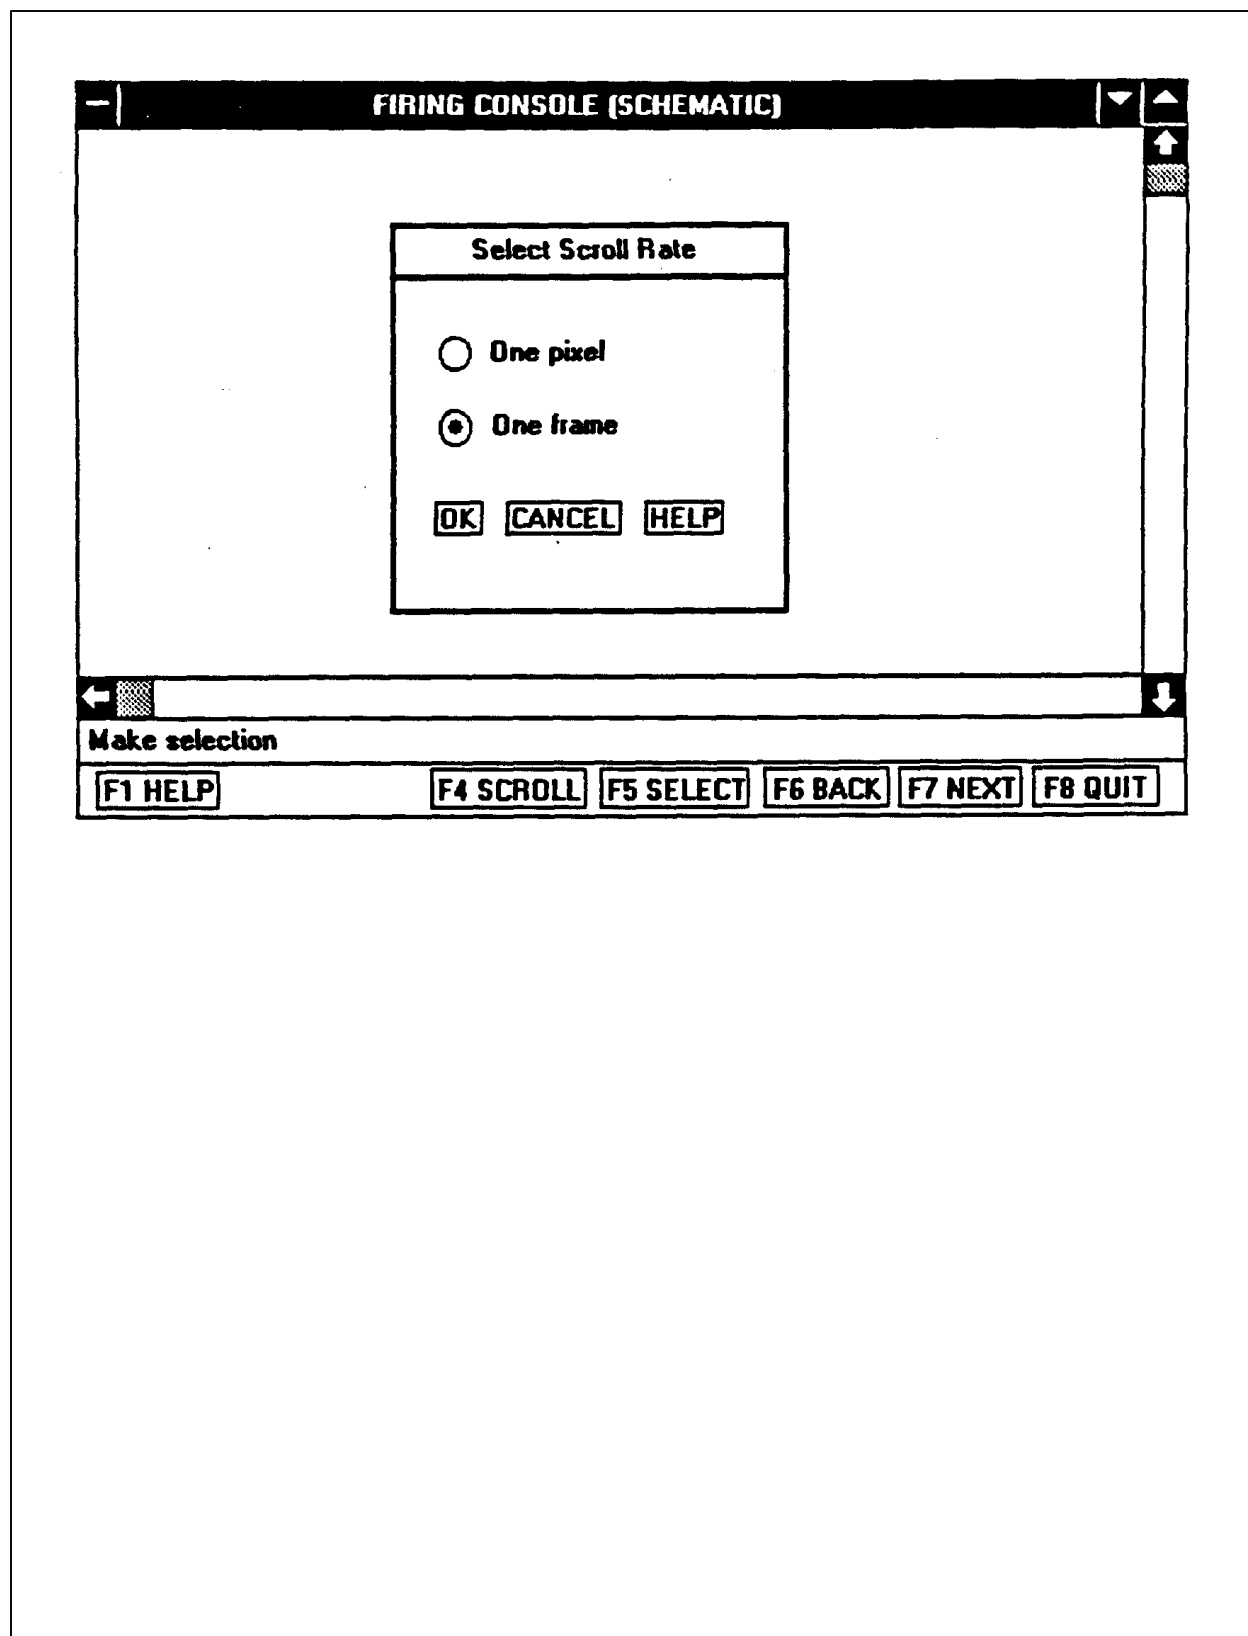 FIRING CONSOLE (SCHEMATIC)
Select Scroll Rate
One pixel
One frame
OK CANCEL HELP
Make selection
F1 HELP F4 SCROLL F5 SELECT F6 BACK F7 NEXT F8 QUIT